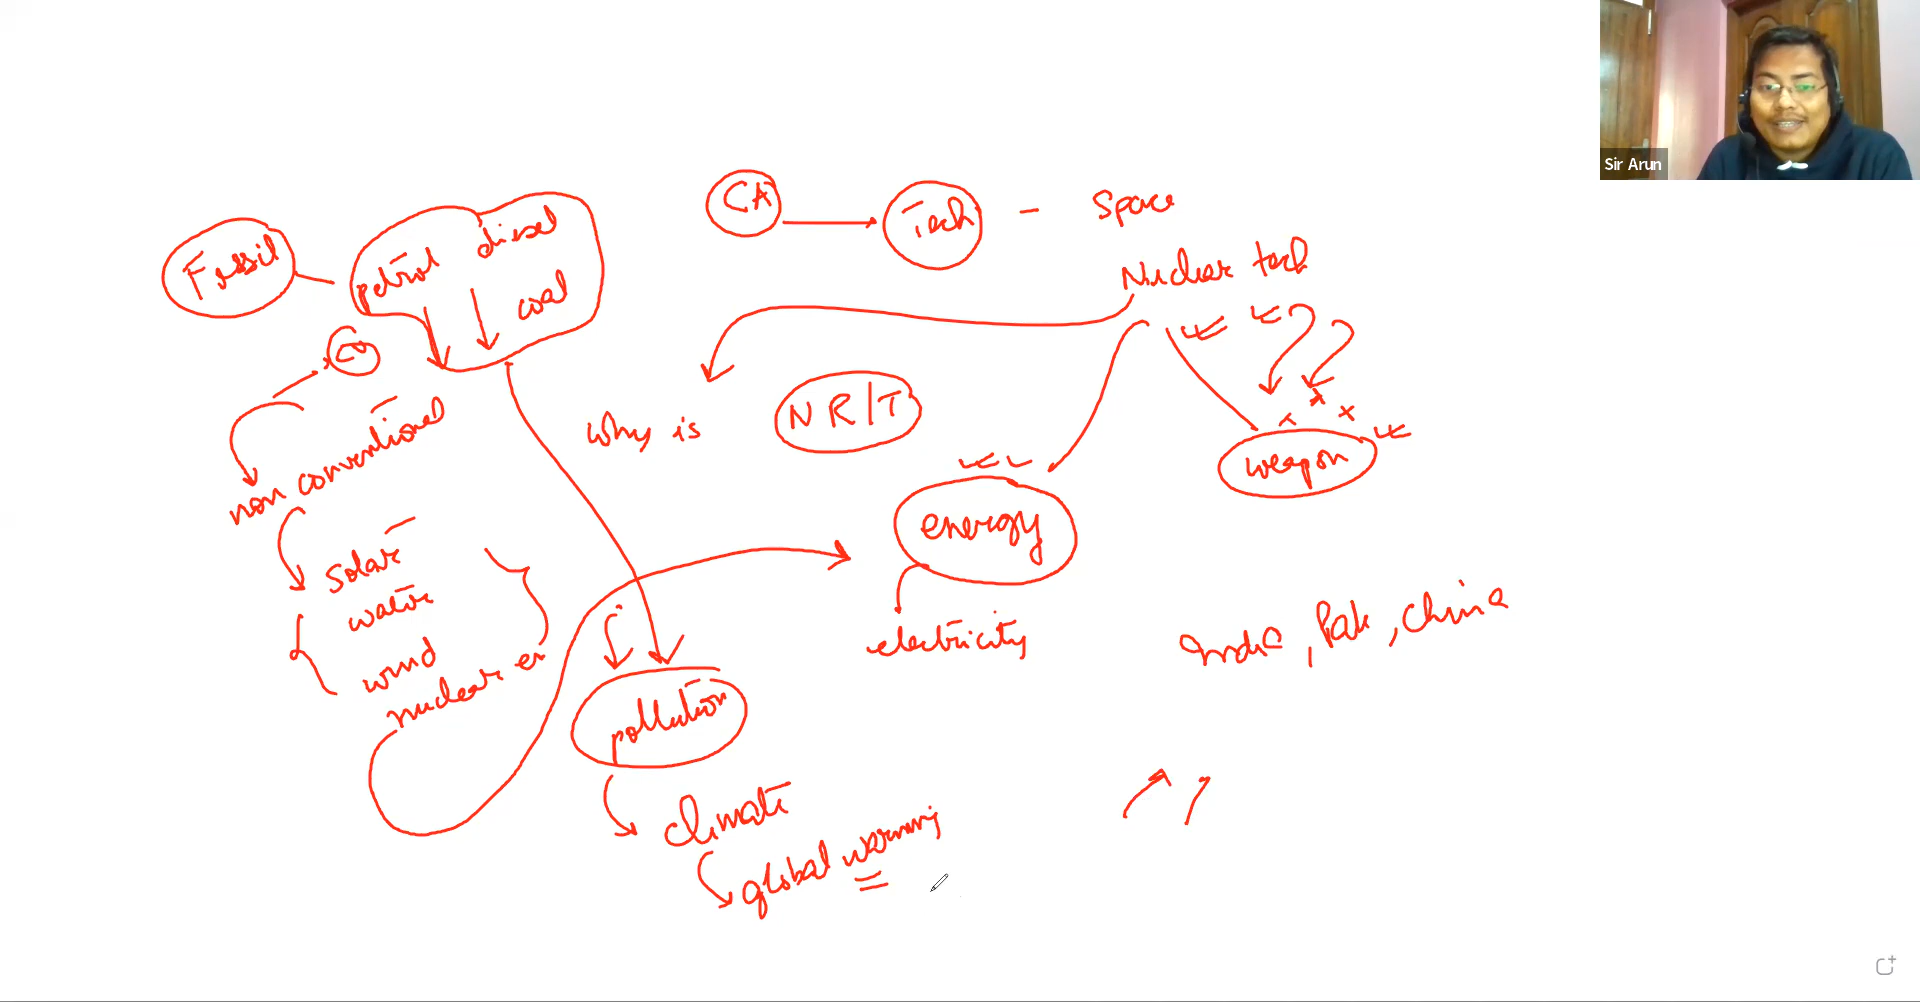 Sir Arun
CA
Tech - Space
Nuclear tech
Fossil
petrol diesel
coal
non conventional
Solar
water
wind
nuclear en
Why is NR/T
weapon
energy
electricity
India, Pak, China
pollution
climate
global warming